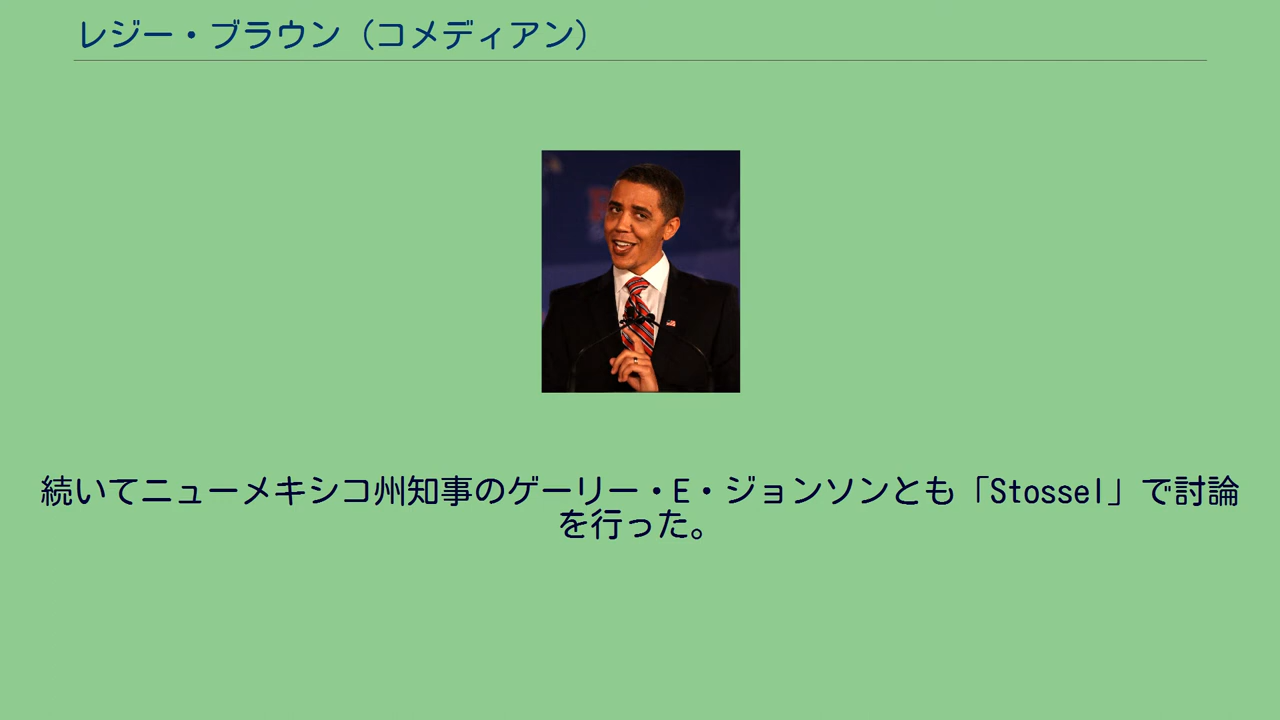 レジー・ブラウン（コメディアン）
続いてニューメキシコ州知事のゲーリー・E・ジョンソンとも「Stossel」で討論
を行った。